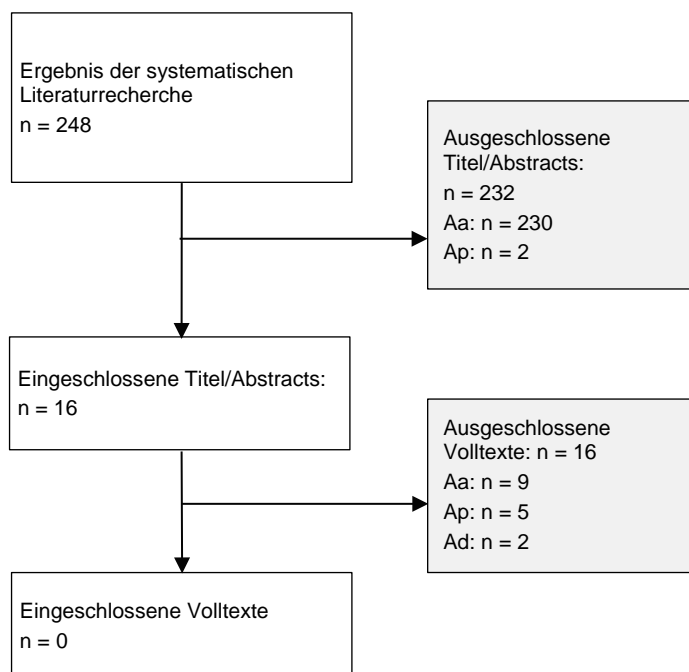 Ergebnis der systematischen
Literaturrecherche
n = 248
Ausgeschlossene
Titel/Abstracts:
n = 232
Aa: n = 230
Ap: n = 2
Eingeschlossene Titel/Abstracts:
n = 16
Ausgeschlossene
Volltexte: n = 16
Aa: n = 9
Ap: n = 5
Ad: n = 2
Eingeschlossene Volltexte
n = 0